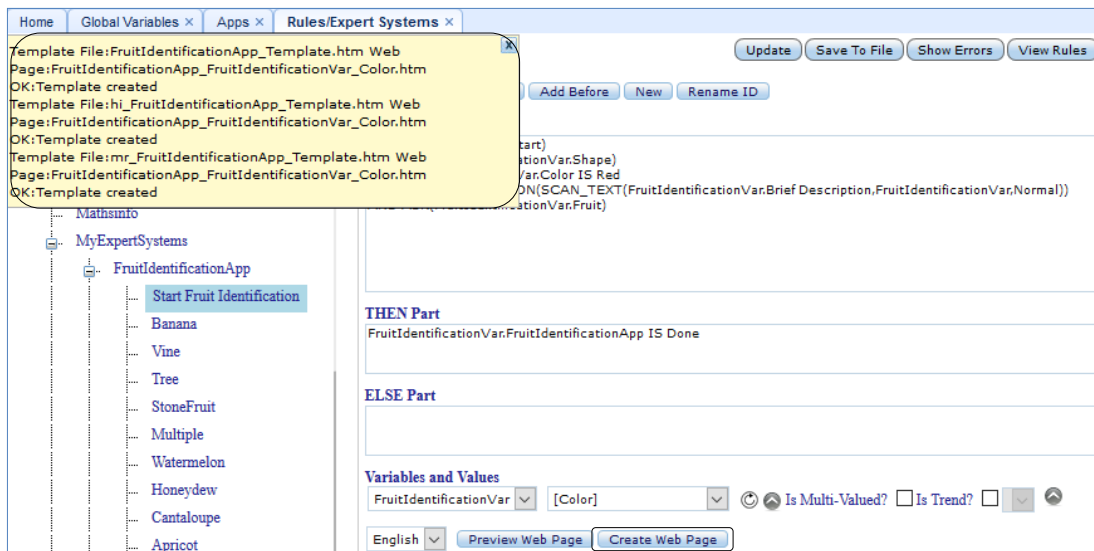 Home Global Variables × Apps × Rules/Expert Systems ×
Template File:FruitIdentificationApp_Template.htm Web
Page:FruitIdentificationApp_FruitIdentificationVar_Color.htm
OK:Template created
Template File:hi_FruitIdentificationApp_Template.htm Web
Page:FruitIdentificationApp_FruitIdentificationVar_Color.htm
OK:Template created
Template File:mr_FruitIdentificationApp_Template.htm Web
Page:FruitIdentificationApp_FruitIdentificationVar_Color.htm
OK:Template created
X
Update Save To File Show Errors View Rules
Add Before New Rename ID
tart)
ationVar.Shape)
Var.Color IS Red
ON(SCAN_TEXT(FruitIdentificationVar.Brief Description,FruitIdentificationVar,Normal))
cationVar.Fruit)
Mathsinfo
MyExpertSystems
FruitIdentificationApp
Start Fruit Identification
Banana
Vine
Tree
StoneFruit
Multiple
Watermelon
Honeydew
Cantaloupe
Apricot
THEN Part
FruitIdentificationVar.FruitIdentificationApp IS Done
ELSE Part
Variables and Values
FruitIdentificationVar [Color] Is Multi-Valued? Is Trend?
English Preview Web Page Create Web Page